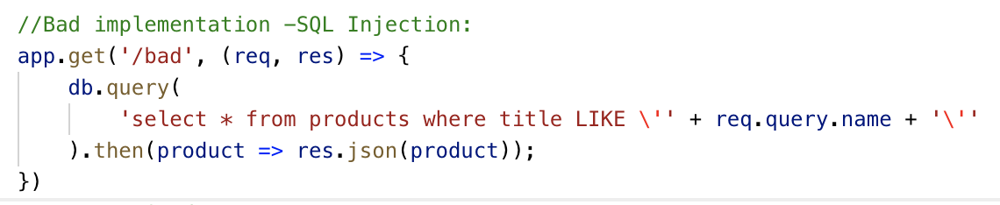 //Bad implementation –SQL Injection:
app.get('/bad', (req, res) => {
db.query(
'select * from products where title LIKE \'' + req.query.name + '\''
).then(product => res.json(product));
})